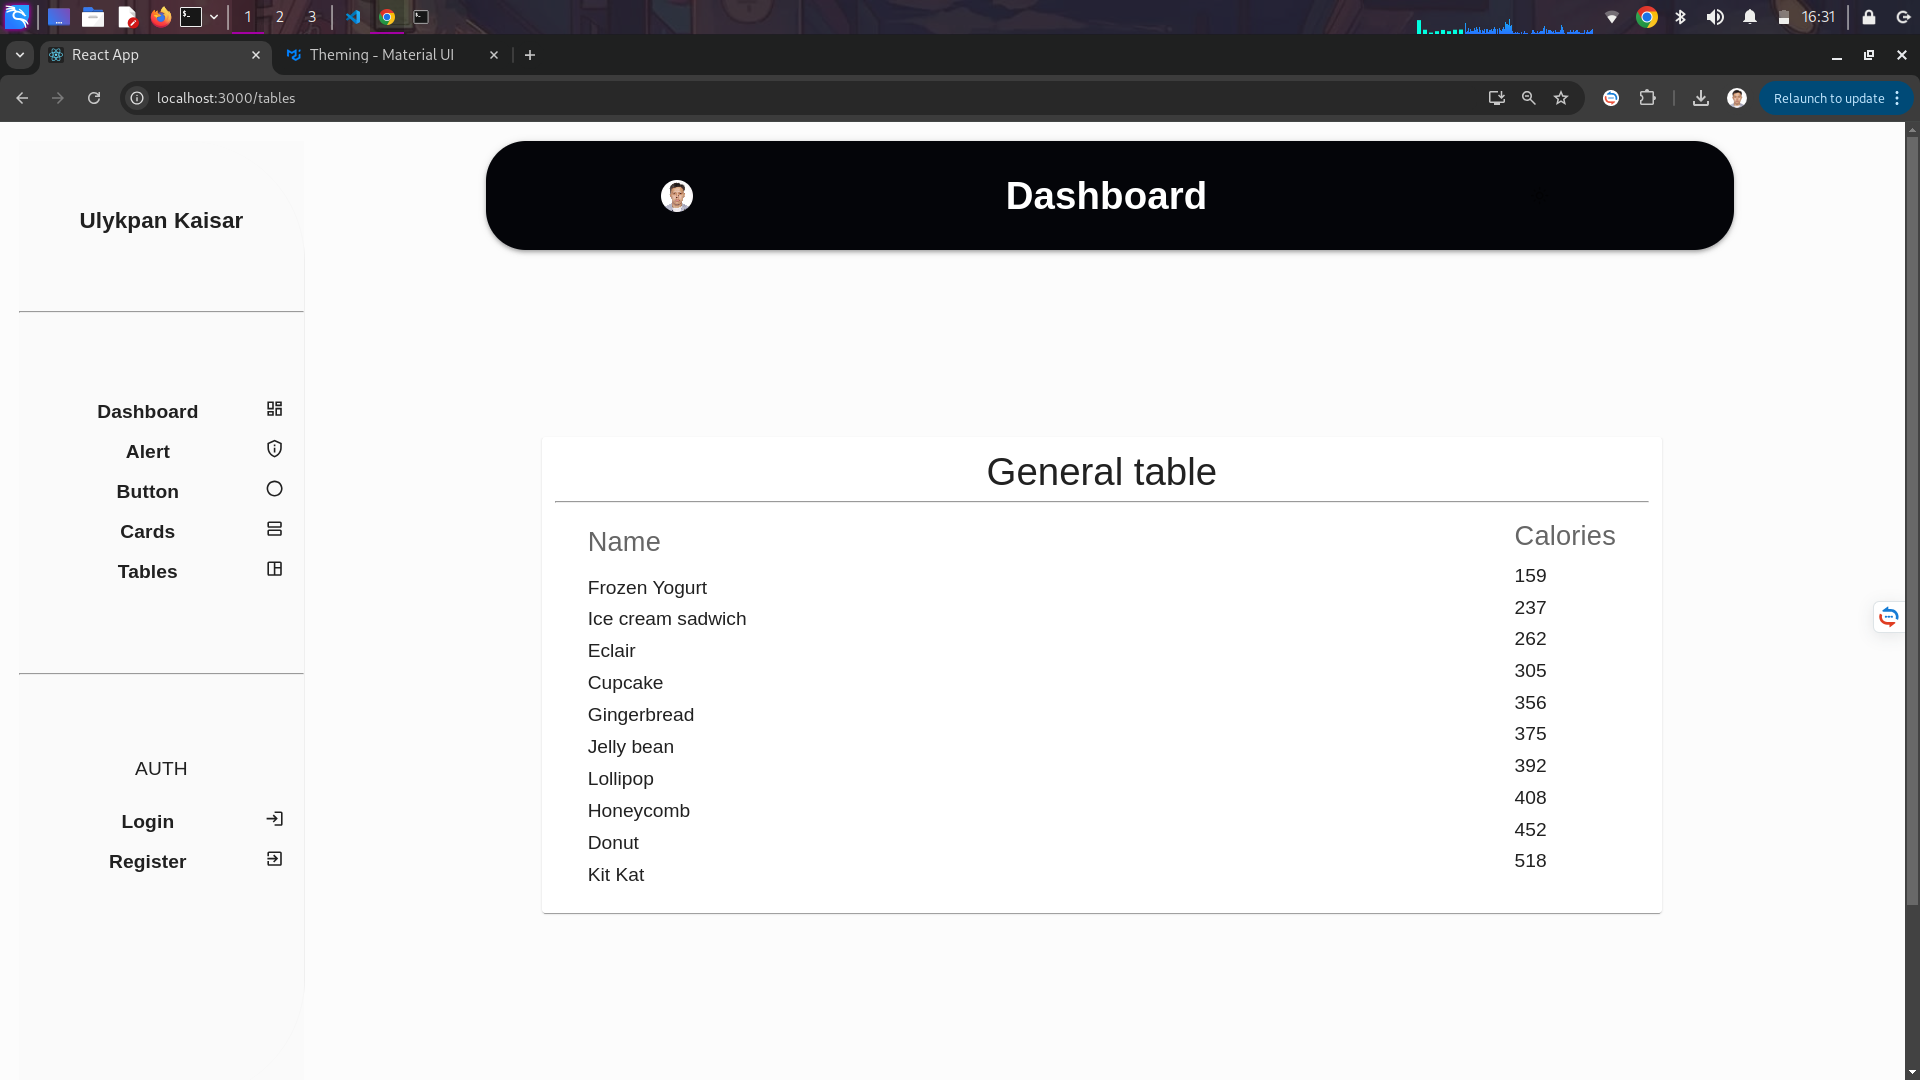 1 2 3 16:31
React App Theming - Material UI
localhost:3000/tables Relaunch to update
Ulykpan Kaisar
Dashboard
Dashboard
Alert
Button
Cards
Tables
AUTH
Login
Register
General table
Name Calories
Frozen Yogurt 159
Ice cream sadwich 237
Eclair 262
Cupcake 305
Gingerbread 356
Jelly bean 375
Lollipop 392
Honeycomb 408
Donut 452
Kit Kat 518